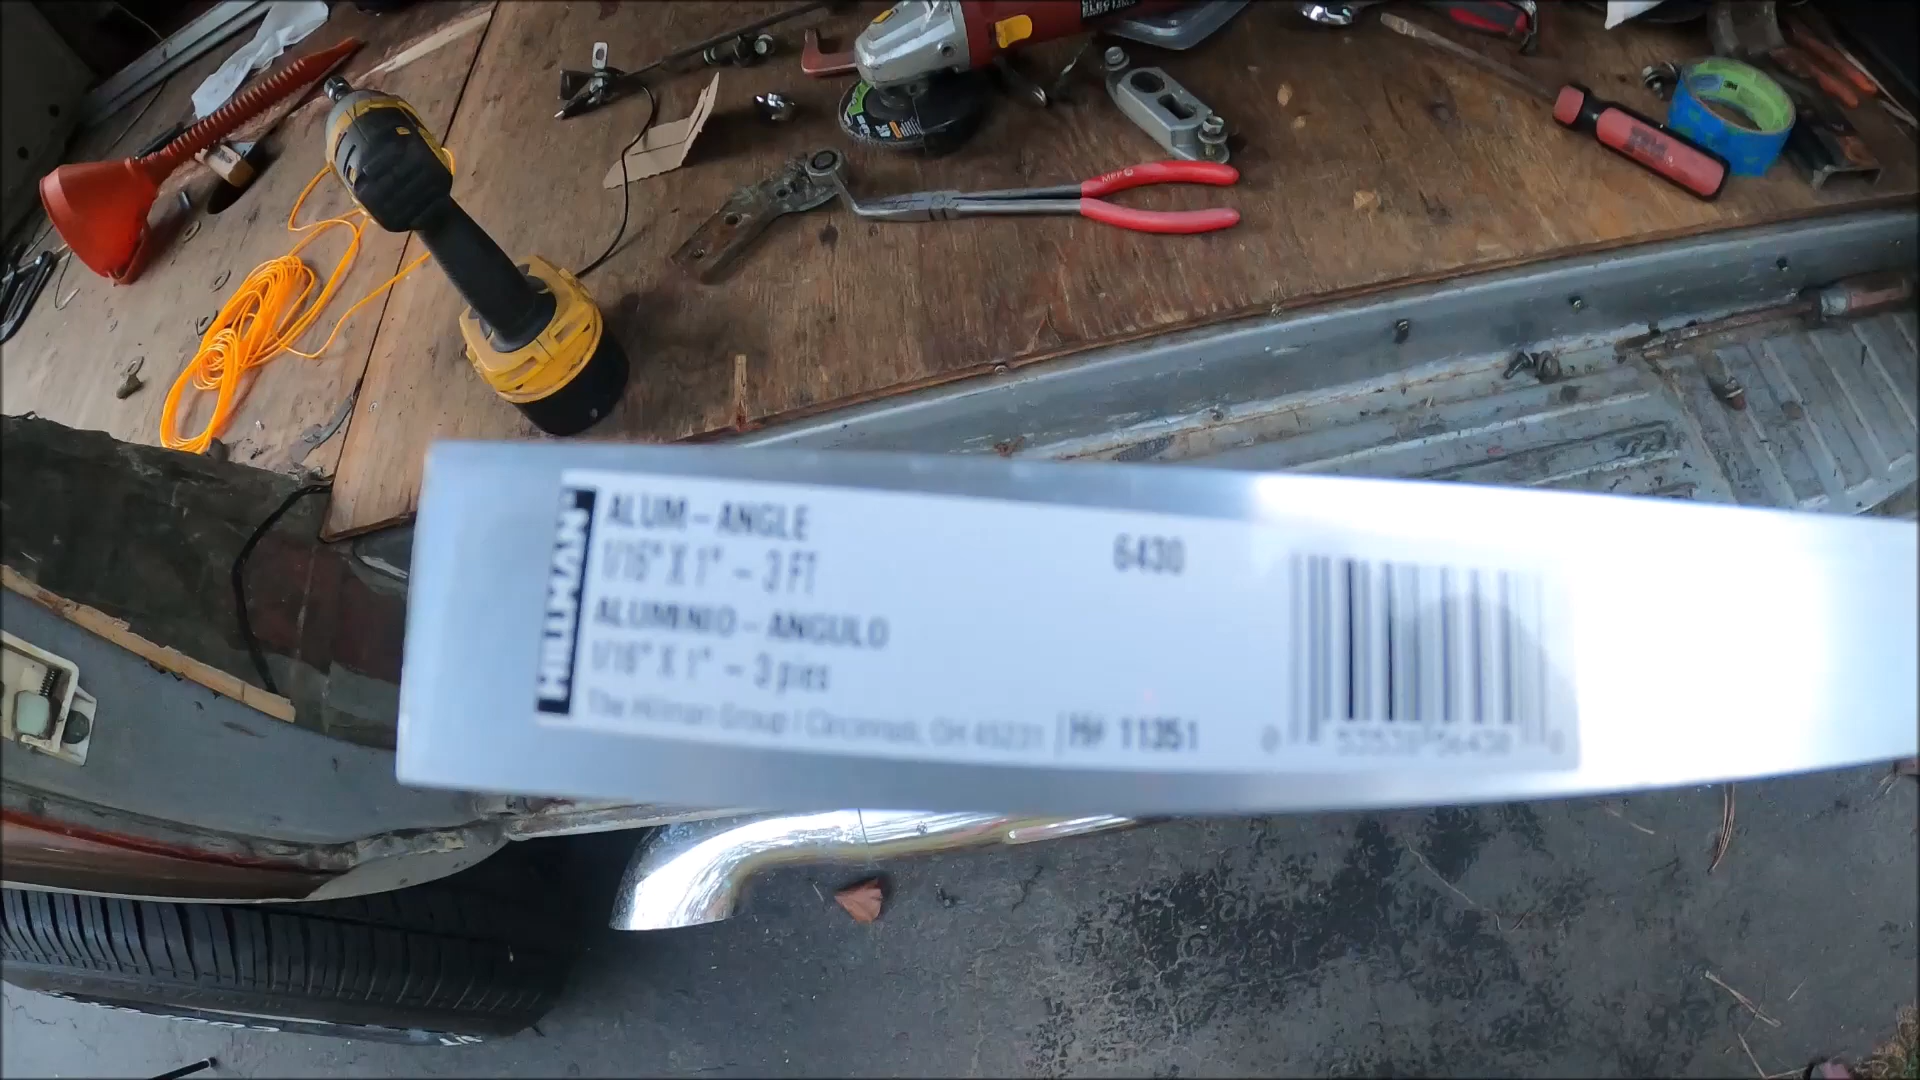 HILLMAN
ALUM-ANGLE
1/16" X 1" - 3 FT
6430
ALUMINIO - ANGULO
1/16" X 1" - 3 pies
The Hillman Group | Cincinnati, OH 45231 | H# 11351